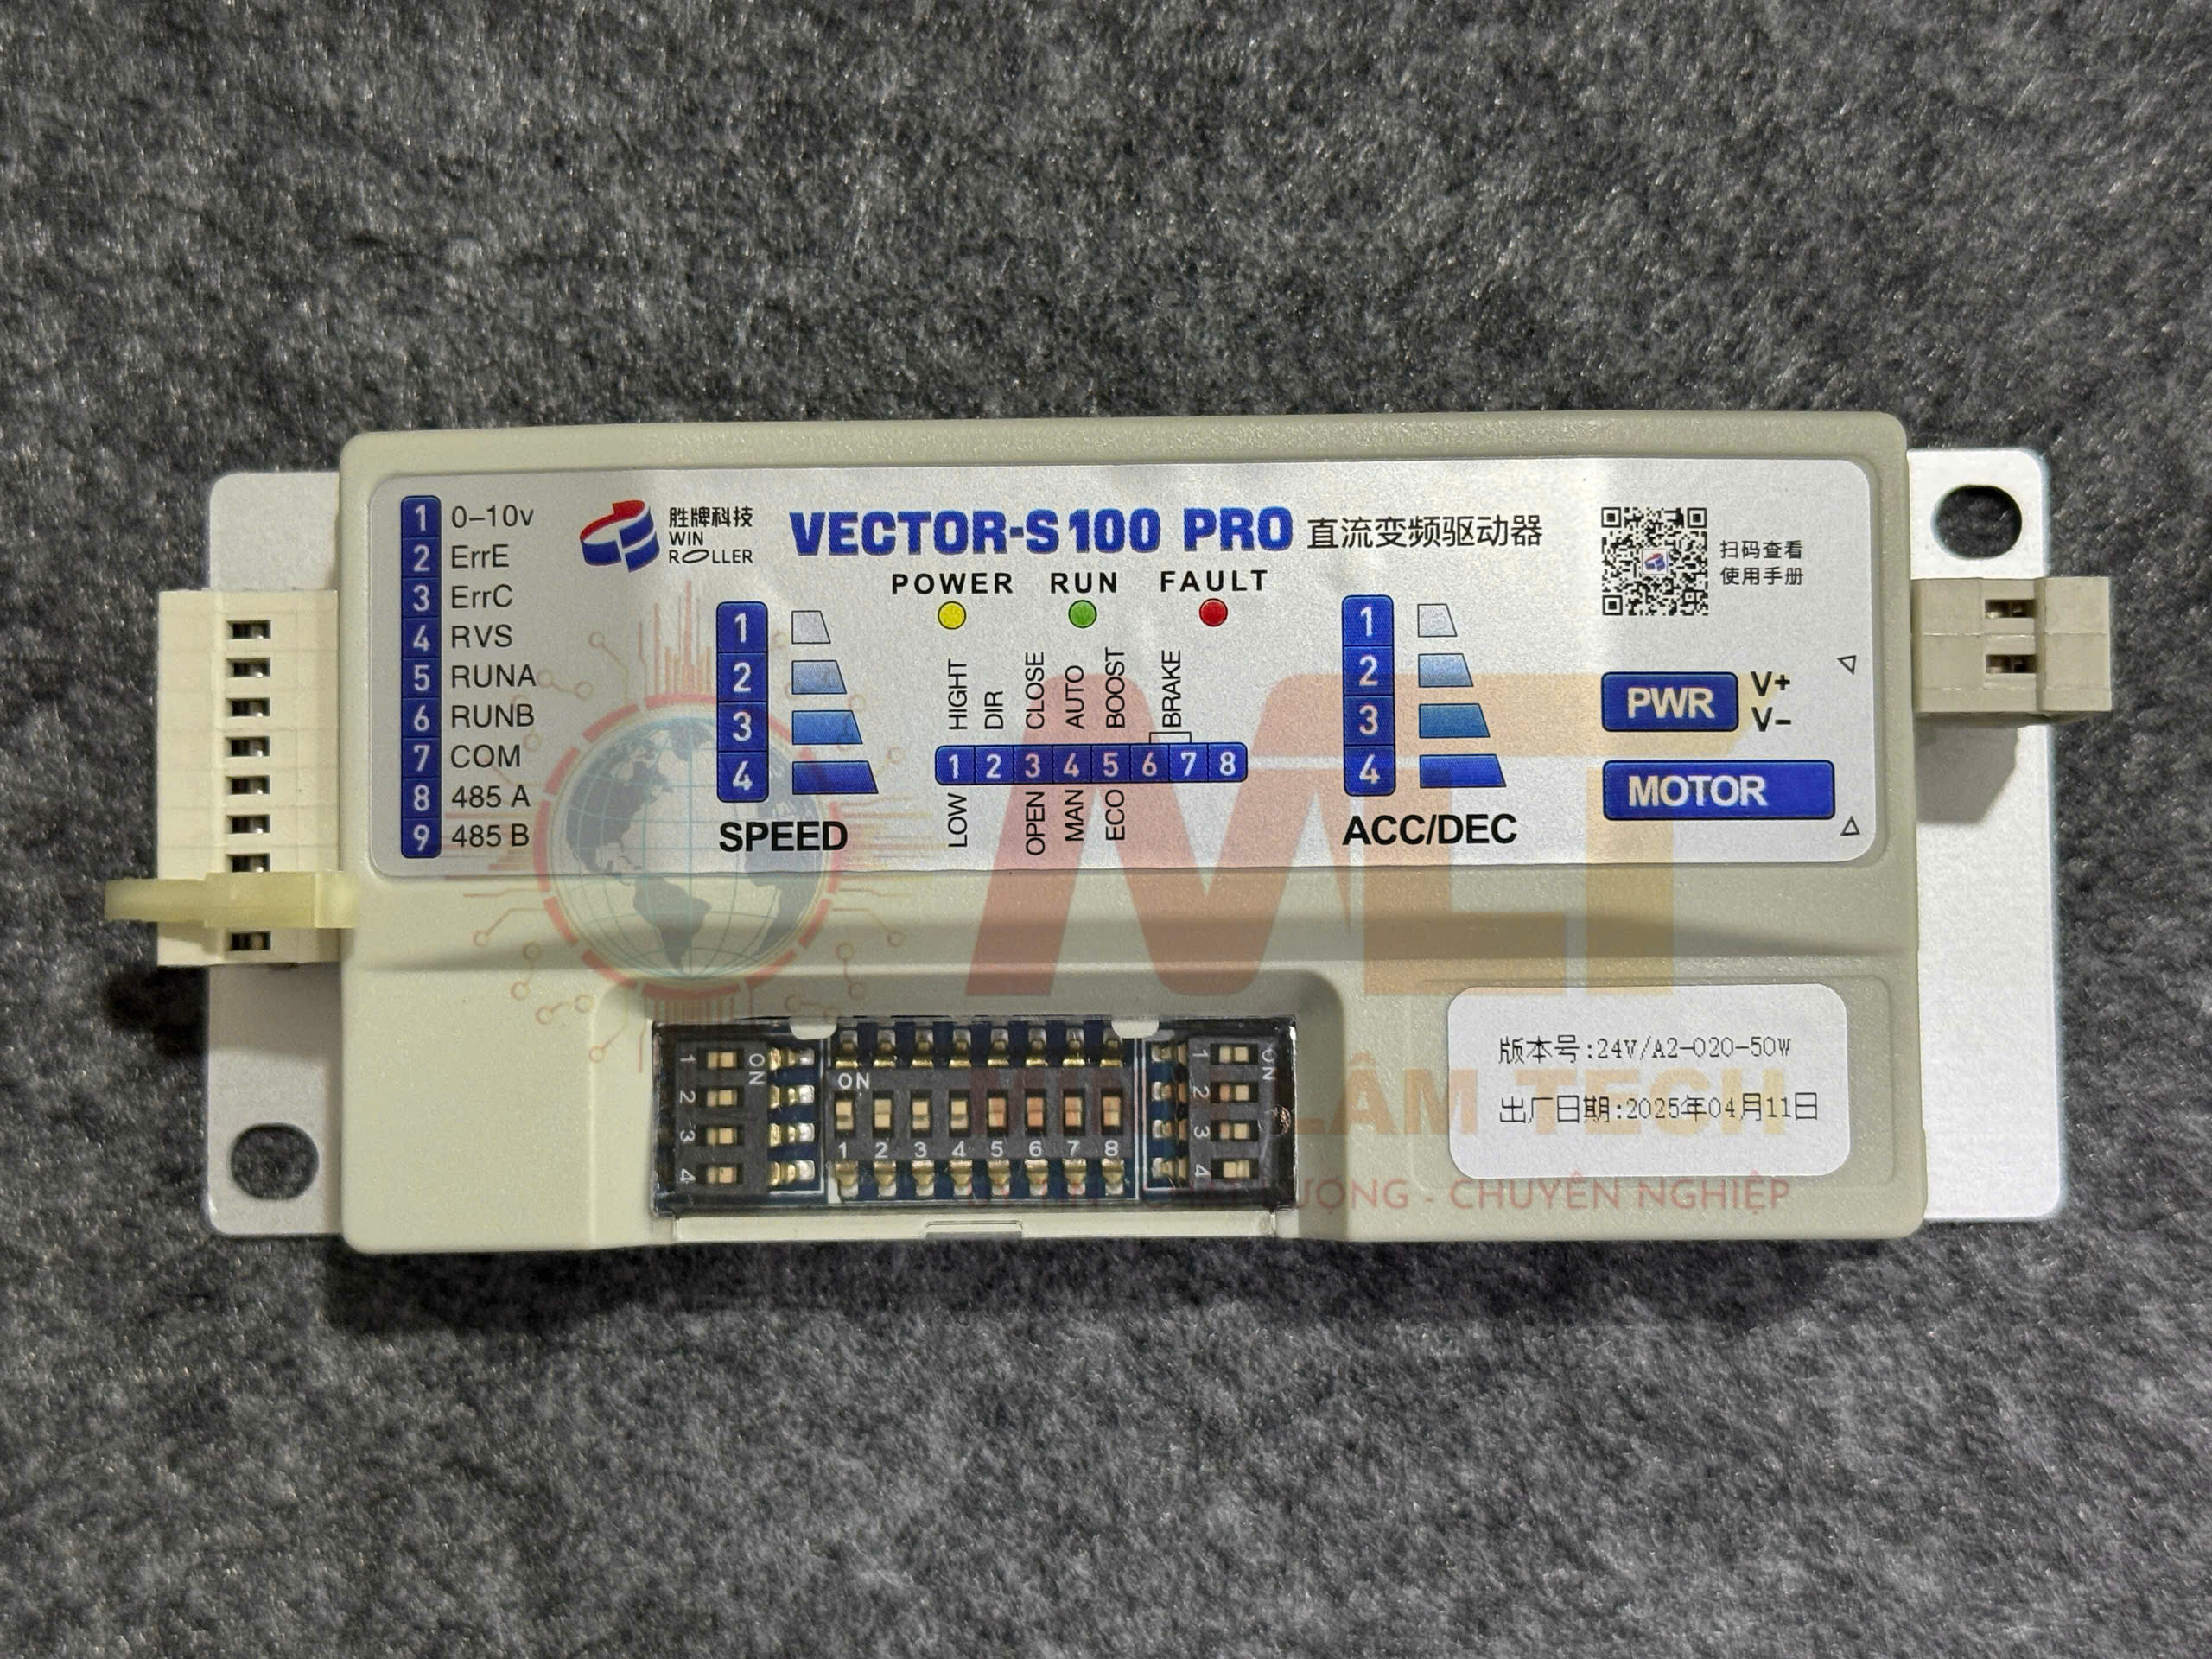 1 0-10v
2 ErrE
3 ErrC
4 RVS
5 RUNA
6 RUNB
7 COM
8 485 A
9 485 B
胜牌科技
WIN
ROLLER
VECTOR-S100 PRO 直流变频驱动器
POWER RUN FAULT
1
2
3
4
SPEED
HIGHT DIR CLOSE AUTO BOOST BRAKE
1 2 3 4 5 6 7 8
LOW OPEN MAN ECO
1
2
3
4
ACC/DEC
扫码查看
使用手册
PWR V+
V-
MOTOR
MLT
1 2 3 4
ON
ON
1 2 3 4 5 6 7 8
1 2 3 4
ON
版本号:24V/A2-020-50W
出厂日期:2025年04月11日
LÂM TECH
- CHUYÊN NGHIỆP